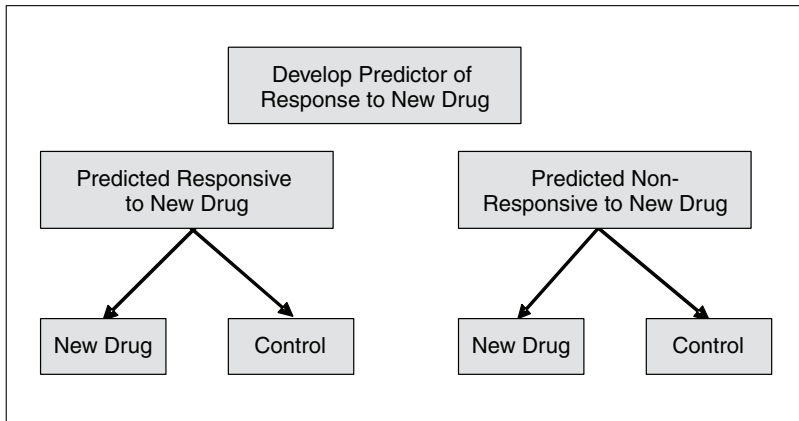 Develop Predictor of
Response to New Drug
Predicted Responsive
to New Drug
Predicted Non-
Responsive to New Drug
New Drug
Control
New Drug
Control